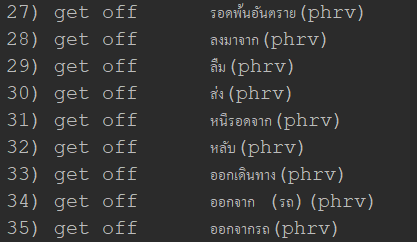 27) get off รอดพ้นอันตราย (phrv)
28) get off ลงมาจาก (phrv)
29) get off ลืม (phrv)
30) get off ส่ง (phrv)
31) get off หนีรอดจาก (phrv)
32) get off หลับ (phrv)
33) get off ออกเดินทาง (phrv)
34) get off ออกจาก (รถ) (phrv)
35) get off ออกจากรถ (phrv)